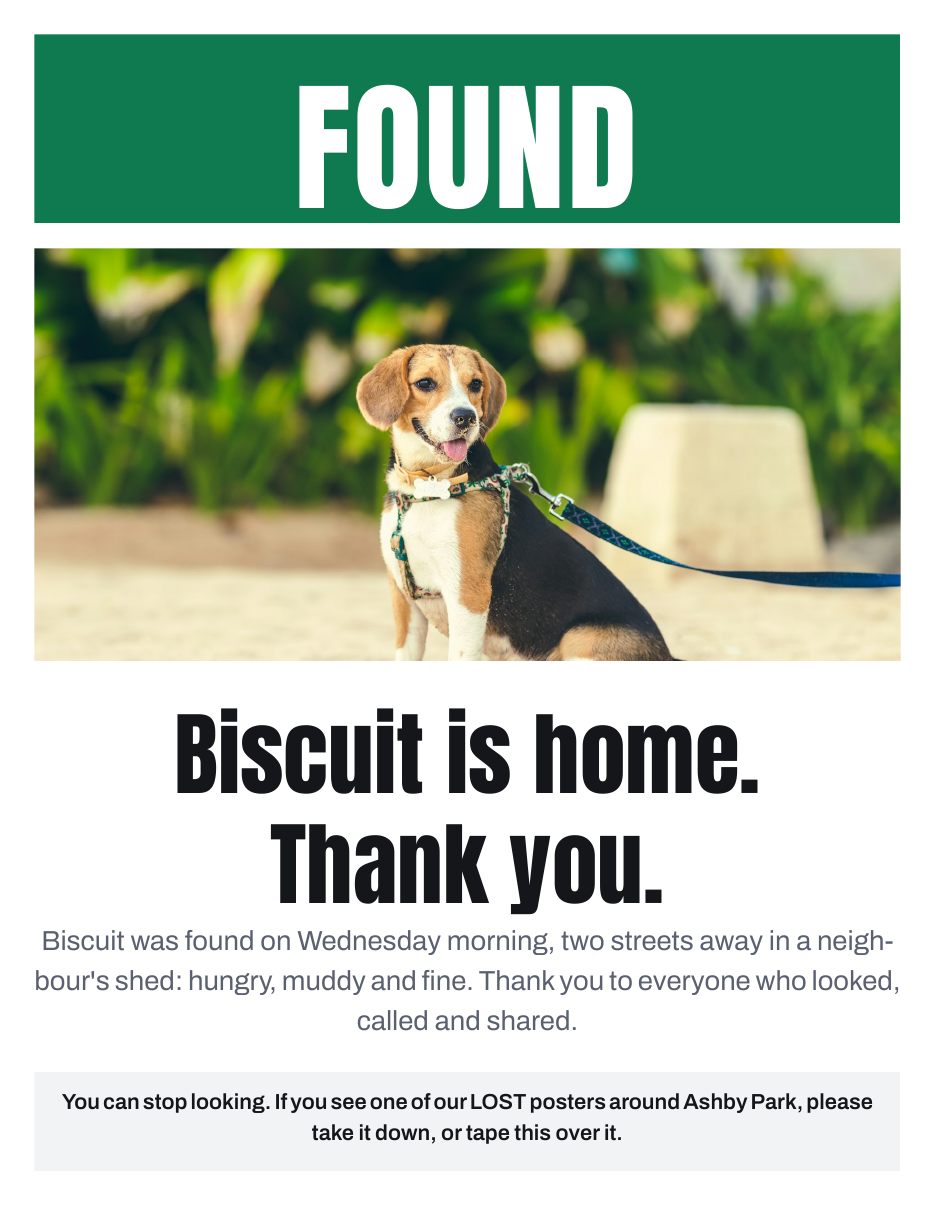 FOUND
Biscuit is home.
Thank you.
Biscuit was found on Wednesday morning, two streets away in a neigh-
bour's shed: hungry, muddy and fine. Thank you to everyone who looked,
called and shared.
You can stop looking. If you see one of our LOST posters around Ashby Park, please
take it down, or tape this over it.